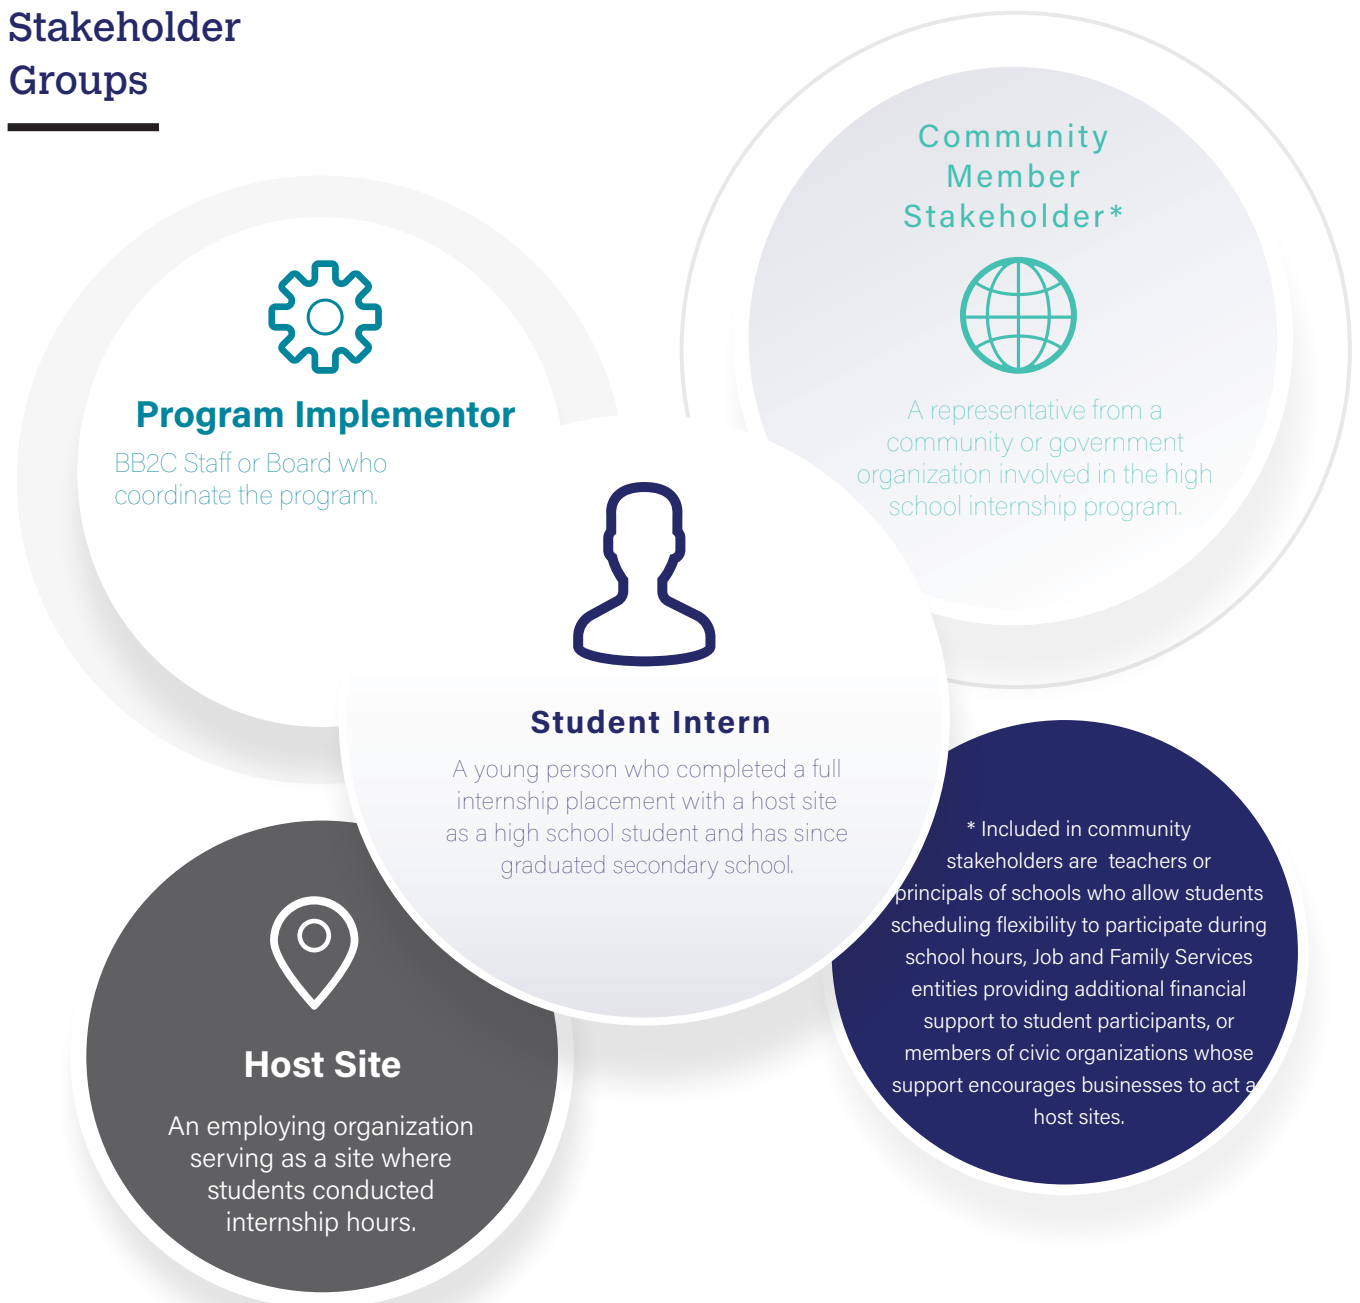 Stakeholder
Groups
Community
Member
Stakeholder*
A representative from a
community or government
organization involved in the high
school internship program.
Program Implementor
BB2C Staff or Board who
coordinate the program.
Student Intern
A young person who completed a full
internship placement with a host site
as a high school student and has since
graduated secondary school.
* Included in community
stakeholders are teachers or
principals of schools who allow students
scheduling flexibility to participate during
school hours, Job and Family Services
entities providing additional financial
support to student participants, or
members of civic organizations whose
support encourages businesses to act a
host sites.
Host Site
An employing organization
serving as a site where
students conducted
internship hours.